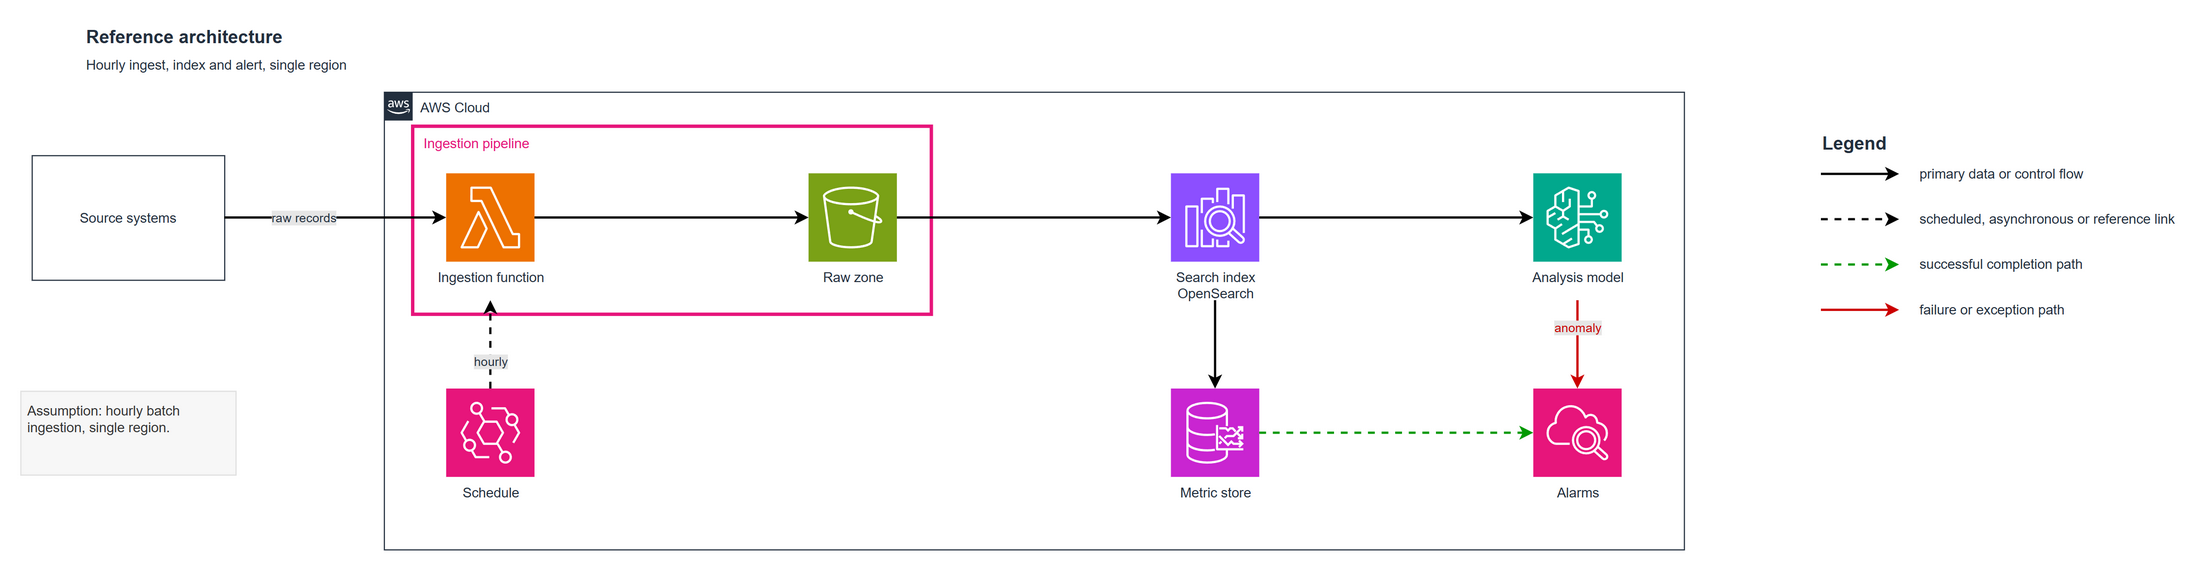 Reference architecture
Hourly ingest, index and alert, single region
aws
AWS Cloud
Ingestion pipeline
Source systems
raw records
Ingestion function
Raw zone
Search index
OpenSearch
Analysis model
anomaly
hourly
Assumption: hourly batch
ingestion, single region.
Schedule
Metric store
Alarms
Legend
primary data or control flow
scheduled, asynchronous or reference link
successful completion path
failure or exception path